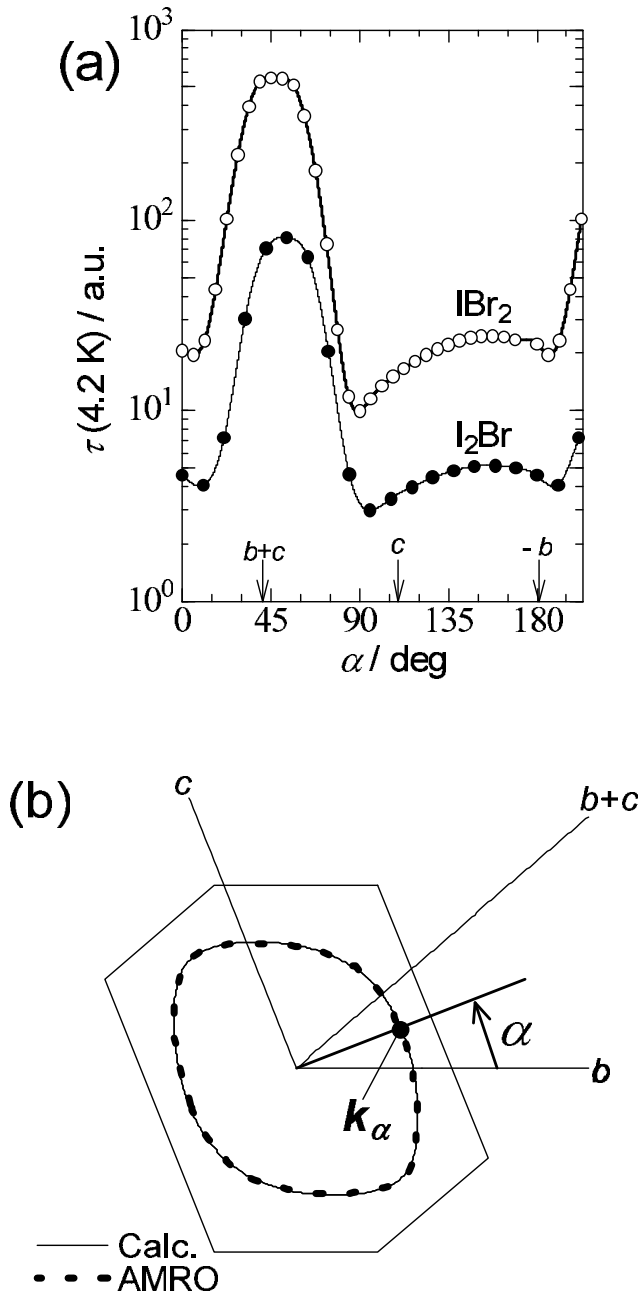 (a)
10³
10²
10¹
10⁰
τ(4.2 K) / a.u.
IBr₂
I₂Br
b+c
c
- b
0
45
90
135
180
α / deg
(b)
c
b+c
α
b
kα
Calc.
AMRO